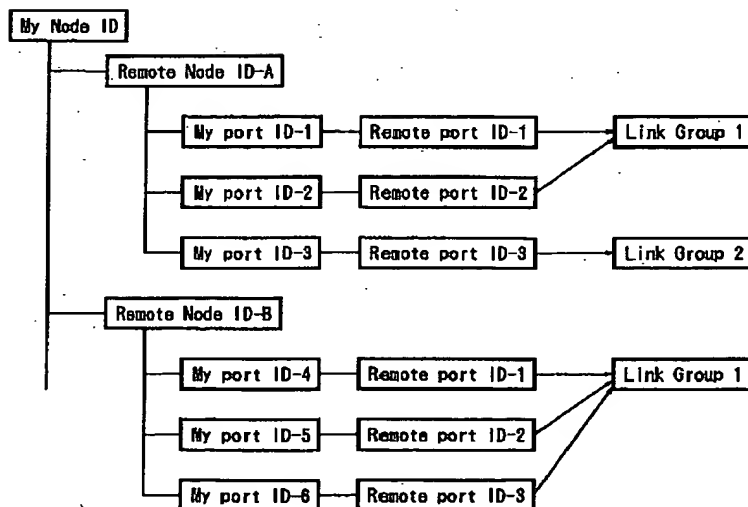 My Node ID
Remote Node ID-A
My port ID-1 Remote port ID-1 Link Group 1
My port ID-2 Remote port ID-2
My port ID-3 Remote port ID-3 Link Group 2
Remote Node ID-B
My port ID-4 Remote port ID-1 Link Group 1
My port ID-5 Remote port ID-2
My port ID-6 Remote port ID-3